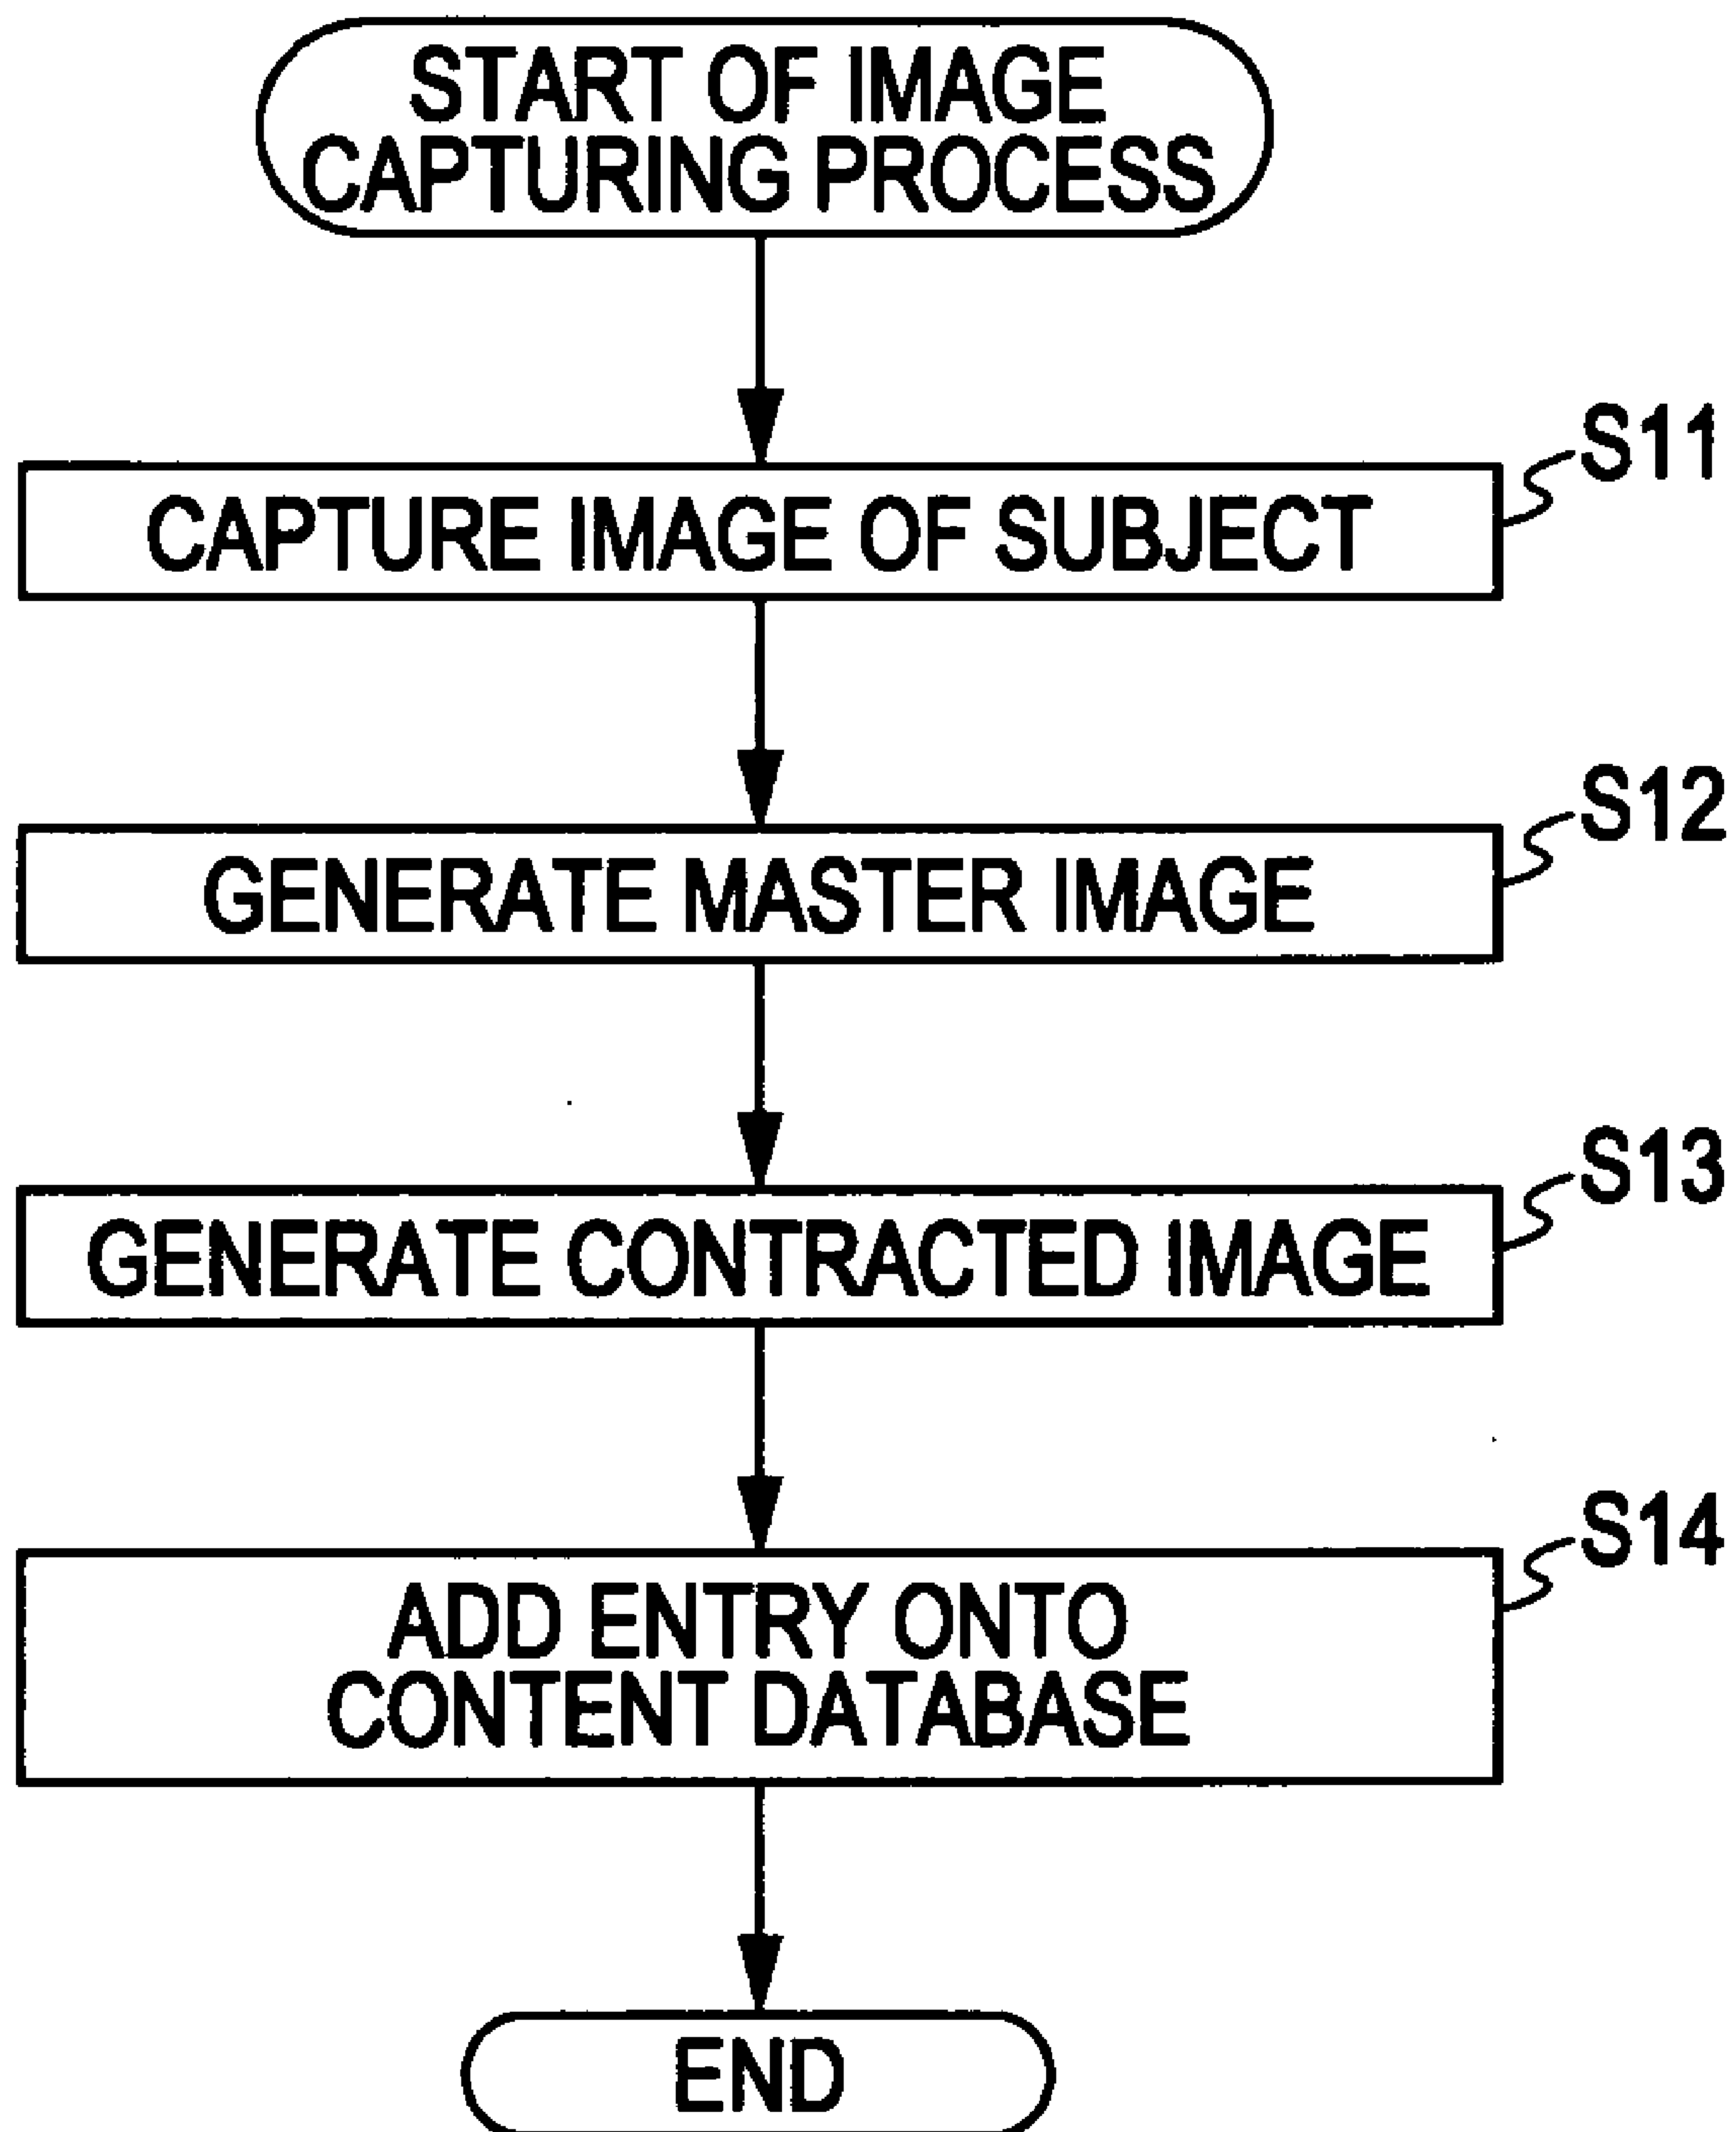 START OF IMAGE
CAPTURING PROCESS
S11
CAPTURE IMAGE OF SUBJECT
S12
GENERATE MASTER IMAGE
S13
GENERATE CONTRACTED IMAGE
S14
ADD ENTRY ONTO
CONTENT DATABASE
END